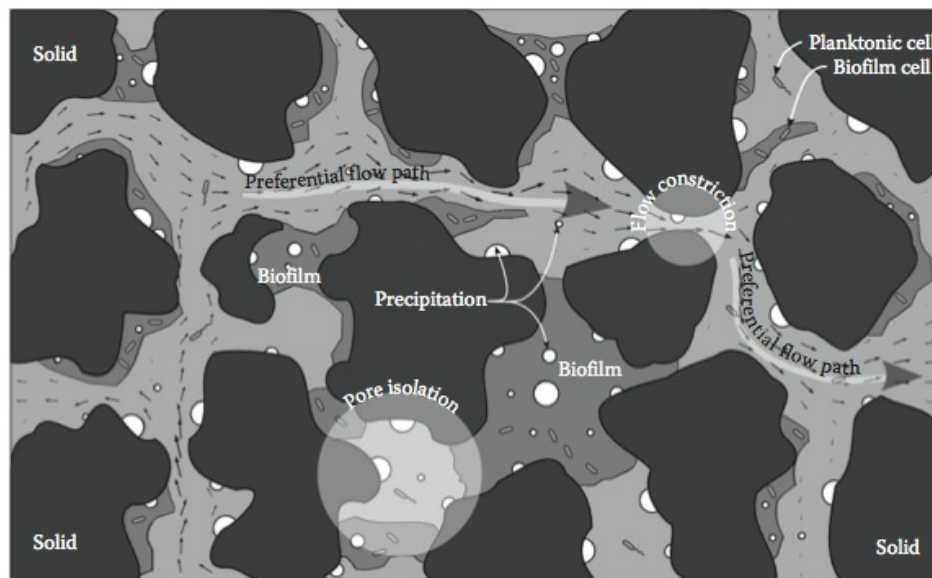 Solid
Planktonic cell
Biofilm cell
Preferential flow path
Flow constriction
Biofilm
Precipitation
Preferential flow path
Biofilm
Pore isolation
Solid
Solid